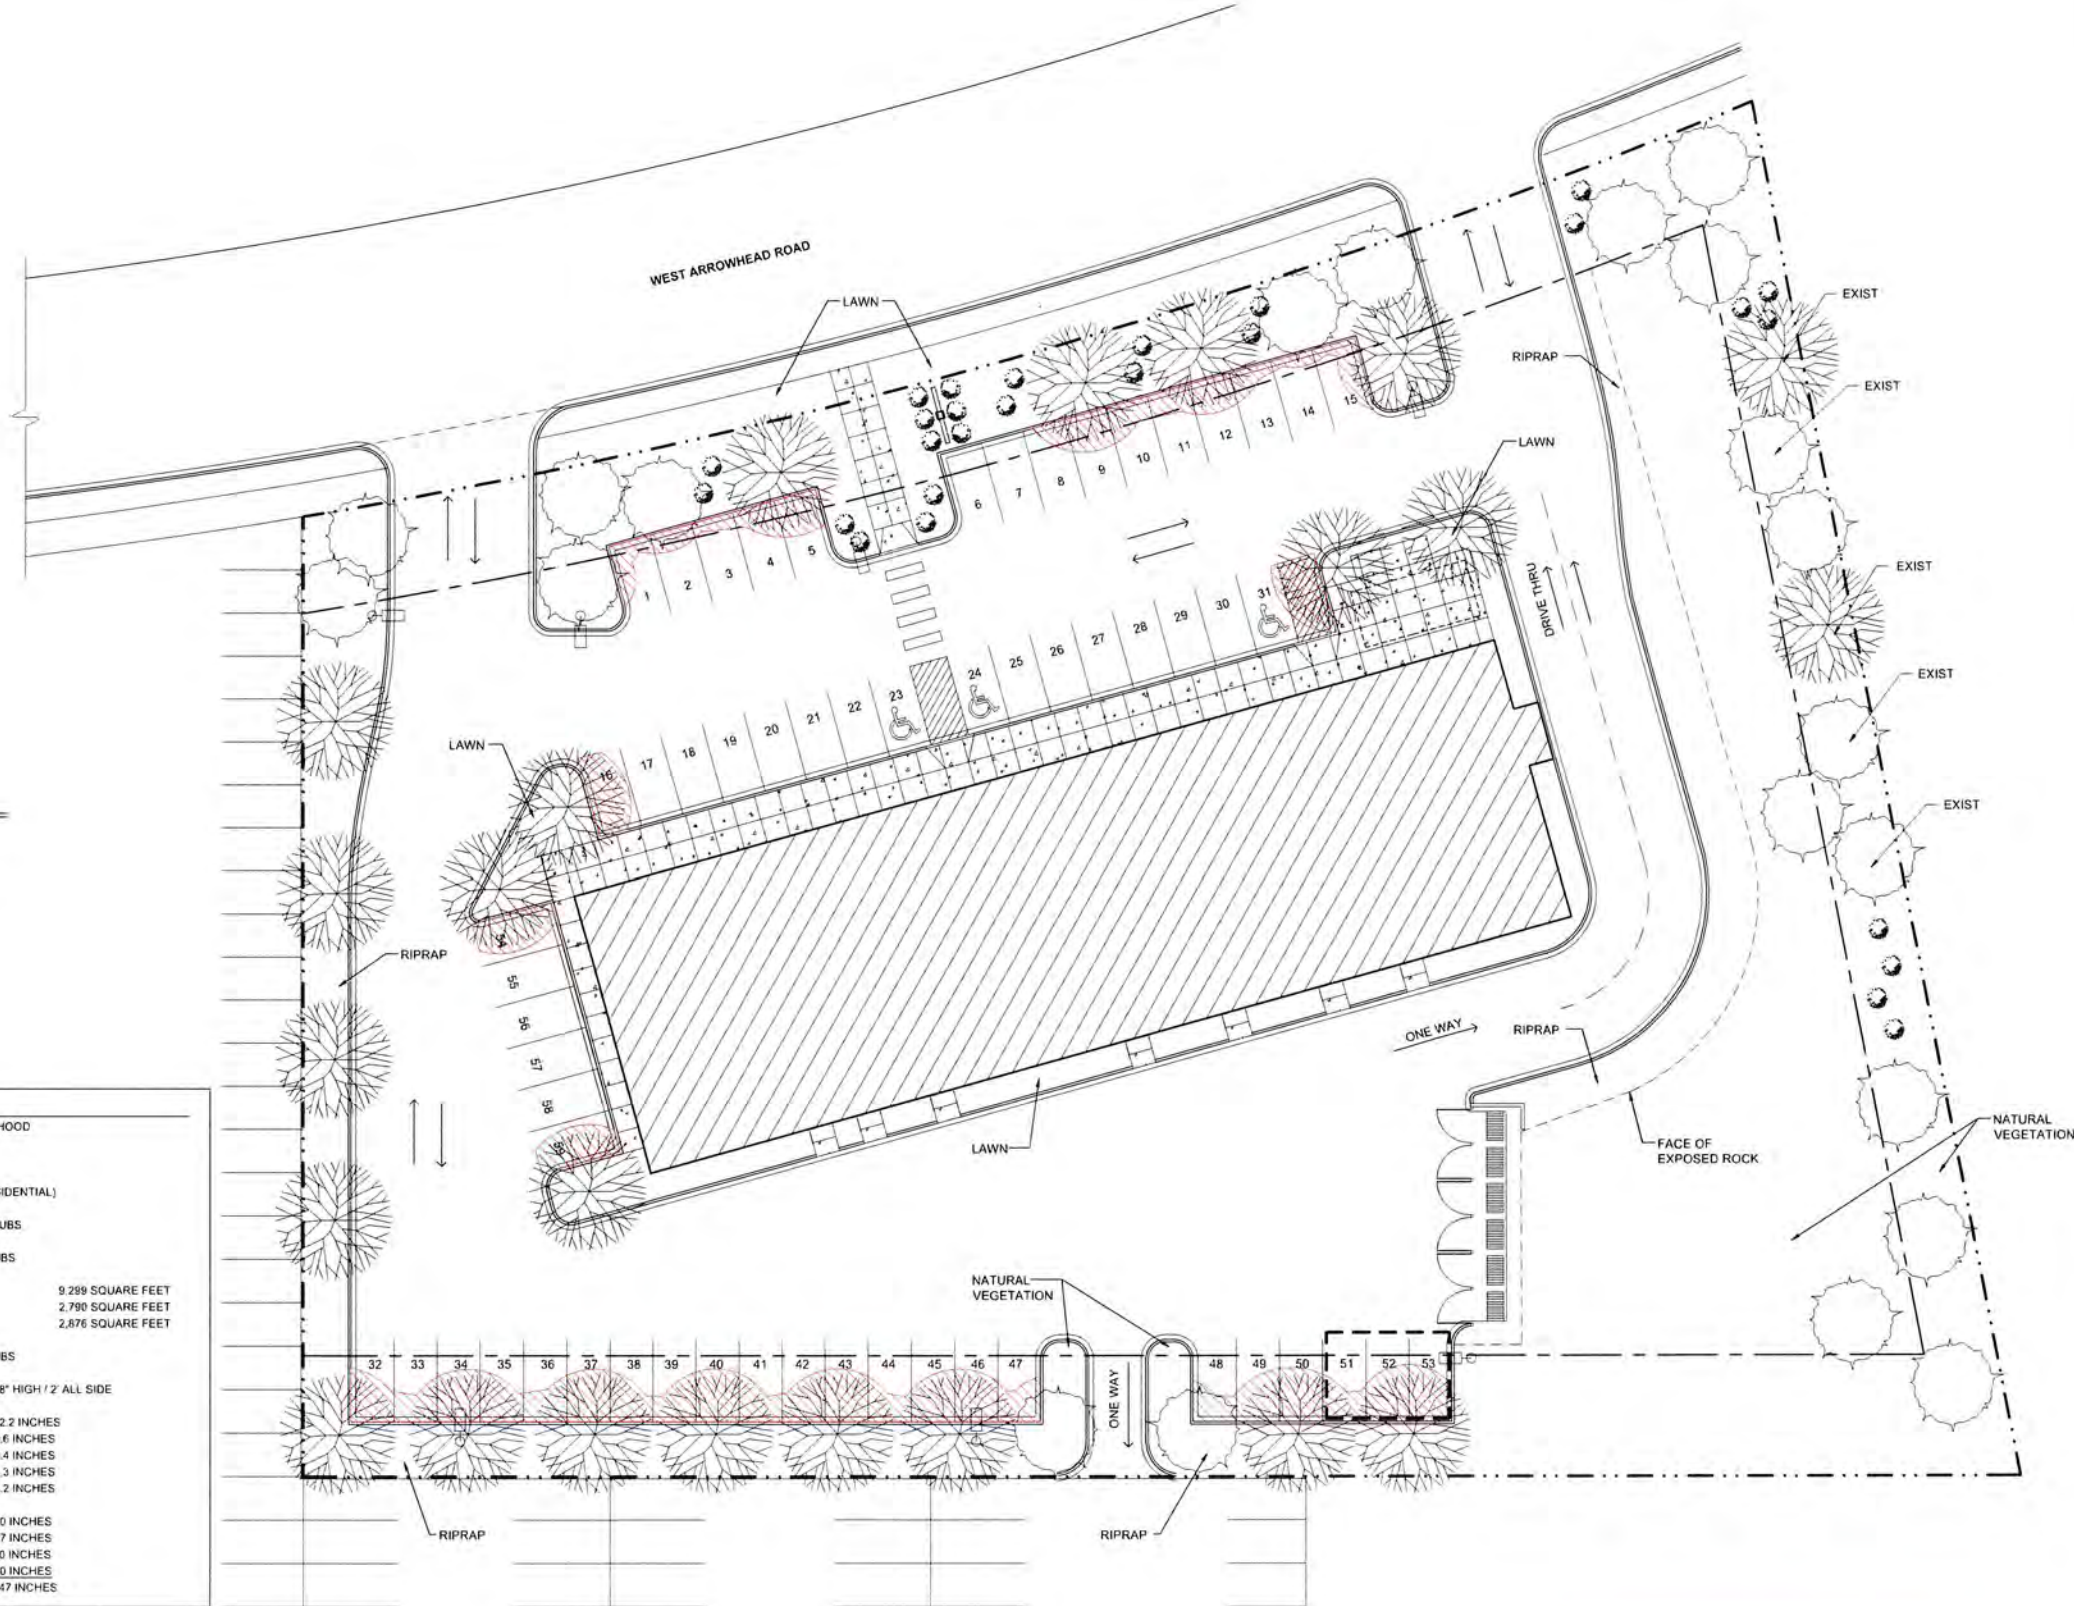 WEST ARROWHEAD ROAD
LAWN
EXIST
RIPRAP
EXIST
LAWN
1 2 3 4 5 6 7 8 9 10 11 12 13 14 15
DRIVE THRU
EXIST
16 17 18 19 20 21 22 23 24 25 26 27 28 29 30 31
EXIST
LAWN
EXIST
RIPRAP
54
55
56
57
58
59
ONE WAY
RIPRAP
LAWN
FACE OF
EXPOSED ROCK
NATURAL
VEGETATION
NATURAL
VEGETATION
32 33 34 35 36 37 38 39 40 41 42 43 44 45 46 47
48 49 50 51 52 53
ONE WAY
RIPRAP
RIPRAP
HOOD
SIDENTIAL)
UBS
BS
9,299 SQUARE FEET
2,790 SQUARE FEET
2,876 SQUARE FEET
BS
8" HIGH / 2' ALL SIDE
2.2 INCHES
.6 INCHES
.4 INCHES
.3 INCHES
.2 INCHES
0 INCHES
7 INCHES
0 INCHES
0 INCHES
47 INCHES